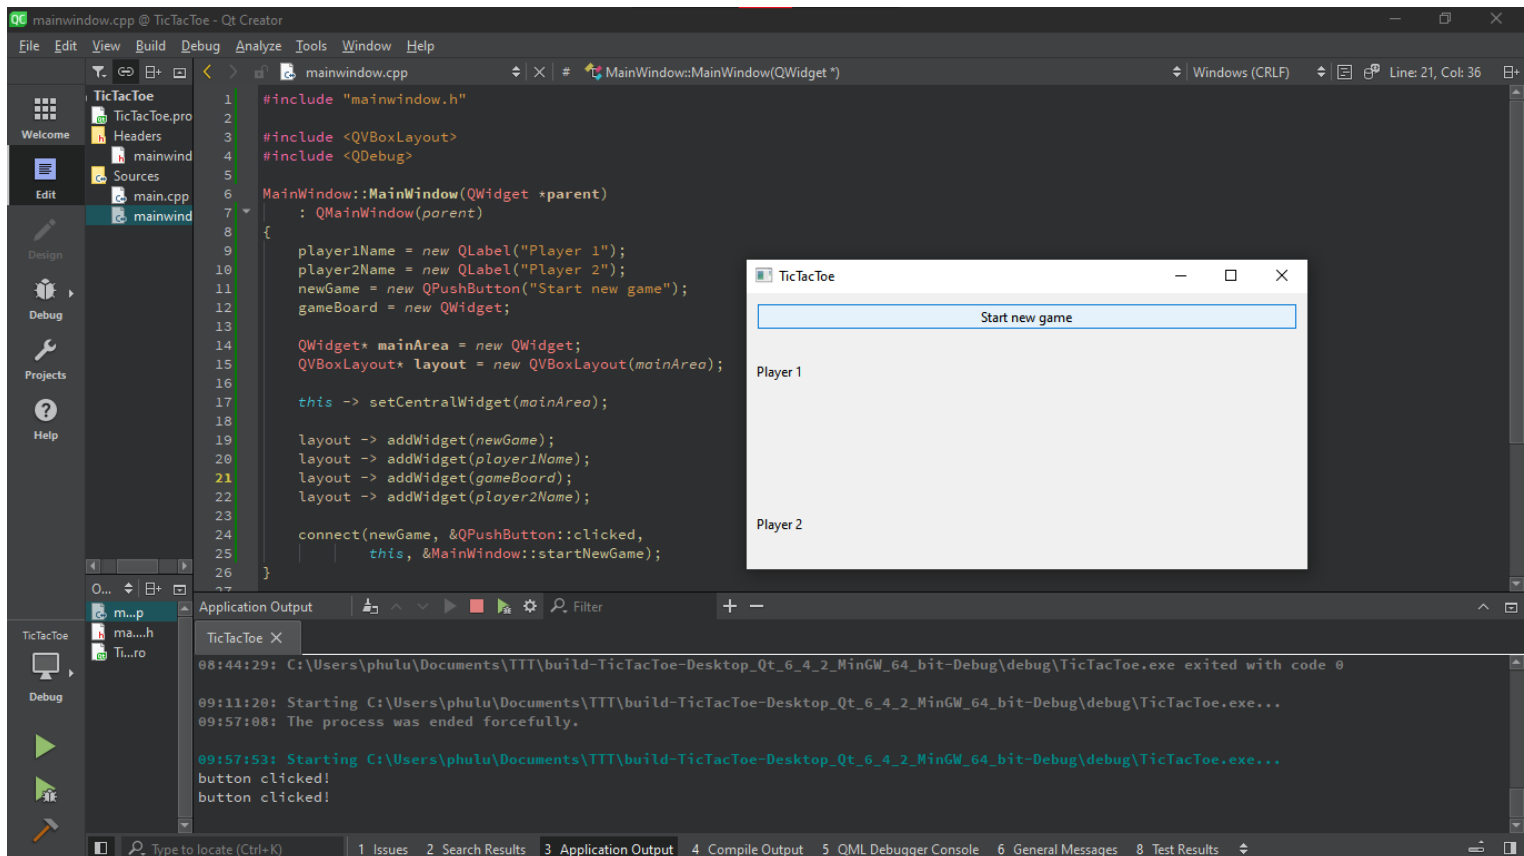 mainwindow.cpp @ TicTacToe - Qt Creator
File Edit View Build Debug Analyze Tools Window Help
mainwindow.cpp # MainWindow::MainWindow(QWidget *) Windows (CRLF) Line: 21, Col: 36
Welcome
Edit
Design
Debug
Projects
Help
TicTacToe
Debug
TicTacToe
TicTacToe.pro
Headers
mainwind
Sources
main.cpp
mainwind
O...
m...p
ma....h
Ti...ro
1 #include "mainwindow.h"
2
3 #include <QVBoxLayout>
4 #include <QDebug>
5
6 MainWindow::MainWindow(QWidget *parent)
7 : QMainWindow(parent)
8 {
9 player1Name = new QLabel("Player 1");
10 player2Name = new QLabel("Player 2");
11 newGame = new QPushButton("Start new game");
12 gameBoard = new QWidget;
13
14 QWidget* mainArea = new QWidget;
15 QVBoxLayout* layout = new QVBoxLayout(mainArea);
16
17 this -> setCentralWidget(mainArea);
18
19 layout -> addWidget(newGame);
20 layout -> addWidget(player1Name);
21 layout -> addWidget(gameBoard);
22 layout -> addWidget(player2Name);
23
24 connect(newGame, &QPushButton::clicked,
25 this, &MainWindow::startNewGame);
26 }
27
TicTacToe
Start new game
Player 1
Player 2
Application Output Filter
TicTacToe
08:44:29: C:\Users\phulu\Documents\TTT\build-TicTacToe-Desktop_Qt_6_4_2_MinGW_64_bit-Debug\debug\TicTacToe.exe exited with code 0
09:11:20: Starting C:\Users\phulu\Documents\TTT\build-TicTacToe-Desktop_Qt_6_4_2_MinGW_64_bit-Debug\debug\TicTacToe.exe...
09:57:08: The process was ended forcefully.
09:57:53: Starting C:\Users\phulu\Documents\TTT\build-TicTacToe-Desktop_Qt_6_4_2_MinGW_64_bit-Debug\debug\TicTacToe.exe...
button clicked!
button clicked!
Type to locate (Ctrl+K) 1 Issues 2 Search Results 3 Application Output 4 Compile Output 5 QML Debugger Console 6 General Messages 8 Test Results